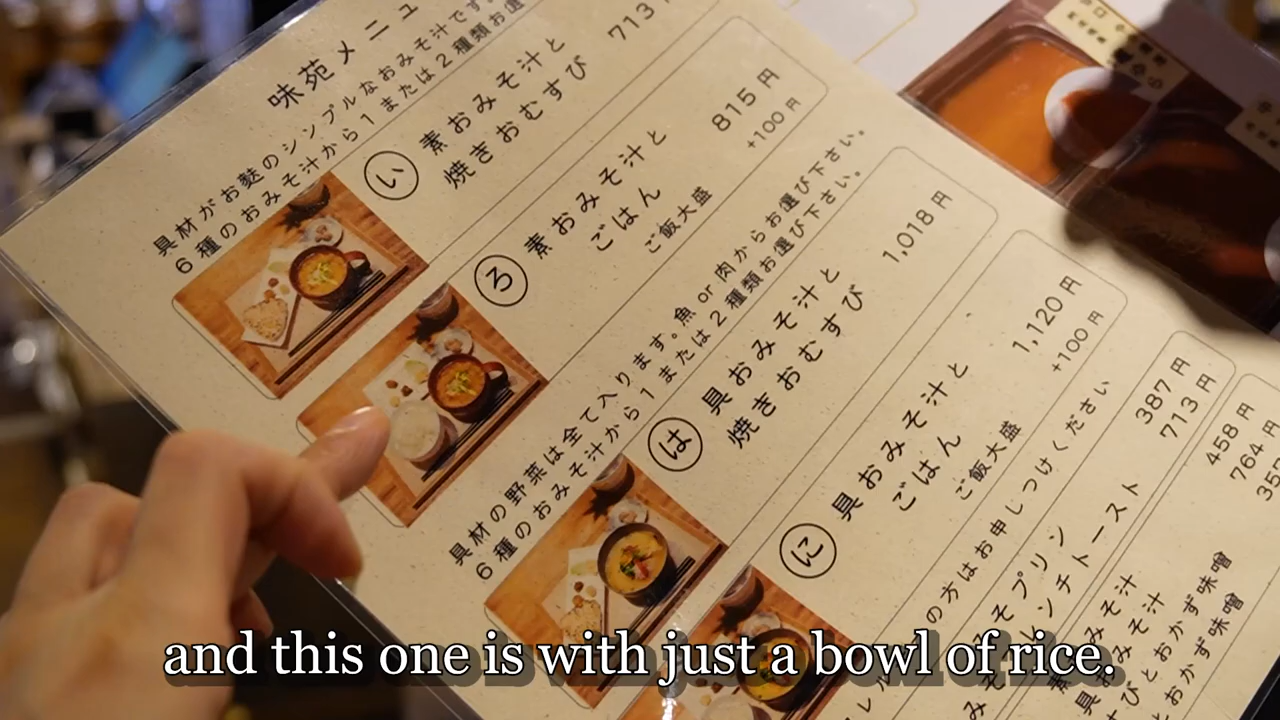 味苑メニュ
具材がお麩のシンプルなおみそ汁です。
6種のおみそ汁から1または2種類お選
い
素おみそ汁と
焼きおむすび
713
ろ
素おみそ汁と
ごはん
815円
ご飯大盛
+100円
具材の野菜は全て入ります。魚 or 肉からお選び下さい。
6種のおみそ汁から1または2種類お選び下さい。
は
具おみそ汁と
焼きおむすび
1,018円
に
具おみそ汁と
ごはん
1,120円
ご飯大盛
+100円
の方はお申しつけください
みそプリン
387円
ンチトースト
713円
458円
764円
みそ汁
具おみそ汁
とおかず味噌
とおかず味噌
and this one is with just a bowl of rice.